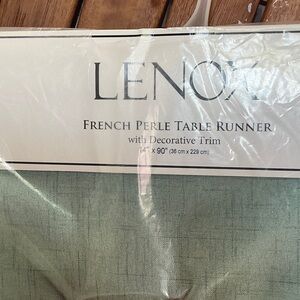 LENOX
FRENCH PERLE TABLE RUNNER
with Decorative Trim
14" x 90" (36 cm x 229 cm)